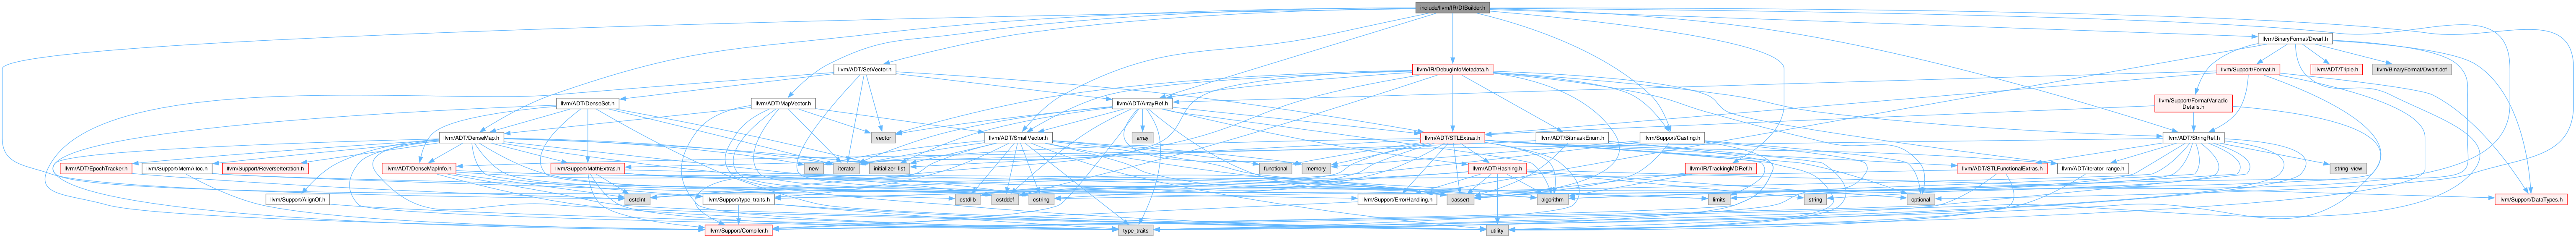 include/llvm/IR/DIBuilder.h
llvm/BinaryFormat/Dwarf.h
llvm/ADT/SetVector.h
llvm/IR/DebugInfoMetadata.h
llvm/Support/Format.h
llvm/ADT/Triple.h
llvm/BinaryFormat/Dwarf.def
llvm/ADT/DenseSet.h
llvm/ADT/MapVector.h
llvm/ADT/ArrayRef.h
llvm/Support/FormatVariadic
Details.h
llvm/ADT/DenseMap.h
vector
llvm/ADT/SmallVector.h
array
llvm/ADT/STLExtras.h
llvm/ADT/BitmaskEnum.h
llvm/Support/Casting.h
llvm/ADT/StringRef.h
llvm/ADT/EpochTracker.h
llvm/Support/MemAlloc.h
llvm/Support/ReverseIteration.h
llvm/ADT/DenseMapInfo.h
llvm/Support/MathExtras.h
new
iterator
initializer_list
functional
memory
llvm/ADT/Hashing.h
llvm/IR/TrackingMDRef.h
llvm/ADT/STLFunctionalExtras.h
llvm/ADT/iterator_range.h
string_view
llvm/Support/AlignOf.h
cstdint
llvm/Support/type_traits.h
cstdlib
cstddef
cstring
llvm/Support/ErrorHandling.h
cassert
algorithm
limits
string
optional
llvm/Support/DataTypes.h
llvm/Support/Compiler.h
type_traits
utility